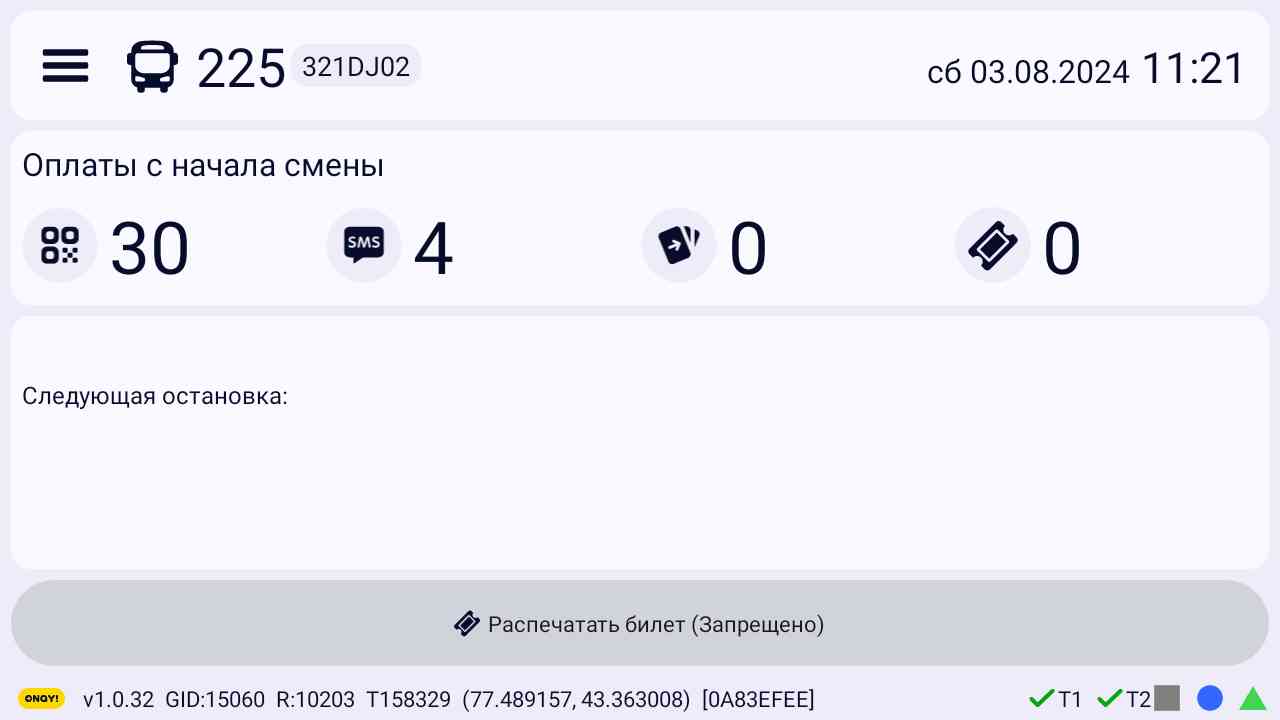 225 321DJ02 сб 03.08.2024 11:21
Оплаты с начала смены
30 SMS 4 0 0
Следующая остановка:
Распечатать билет (Запрещено)
ONAY! v1.0.32 GID:15060 R:10203 T158329 (77.489157, 43.363008) [0A83EFEE] T1 T2